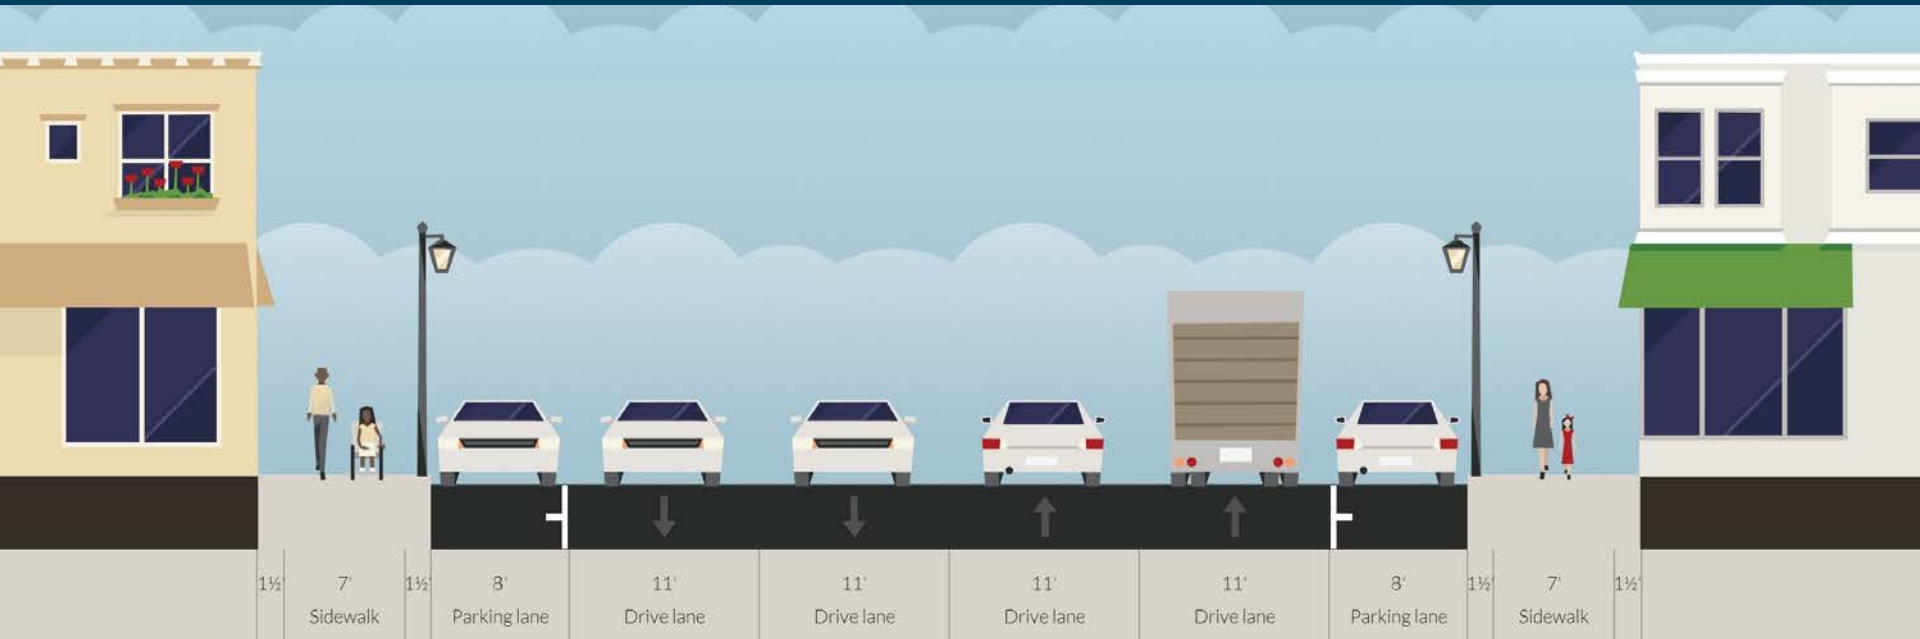 1½' 7' 1½' 8' 11' 11' 11' 11' 8' 1½' 7' 1½'
Sidewalk Parking lane Drive lane Drive lane Drive lane Drive lane Parking lane Sidewalk